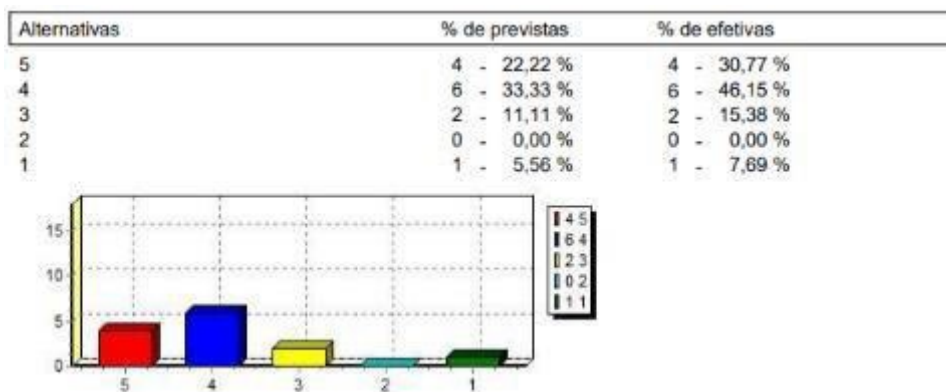 Alternativas % de previstas % de efetivas
5 4 - 22,22 % 4 - 30,77 %
4 6 - 33,33 % 6 - 46,15 %
3 2 - 11,11 % 2 - 15,38 %
2 0 - 0,00 % 0 - 0,00 %
1 1 - 5,56 % 1 - 7,69 %
15
10
5
0
5 4 3 2 1
4 5
6 4
2 3
0 2
1 1